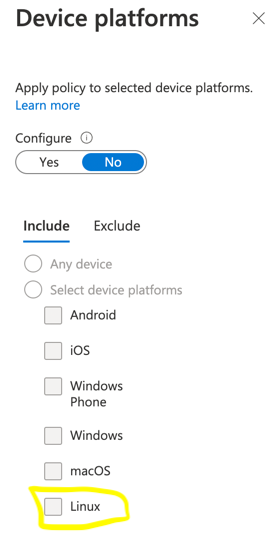 Device platforms
Apply policy to selected device platforms.
Learn more
Configure
Yes No
Include Exclude
Any device
Select device platforms
Android
iOS
Windows
Phone
Windows
macOS
Linux